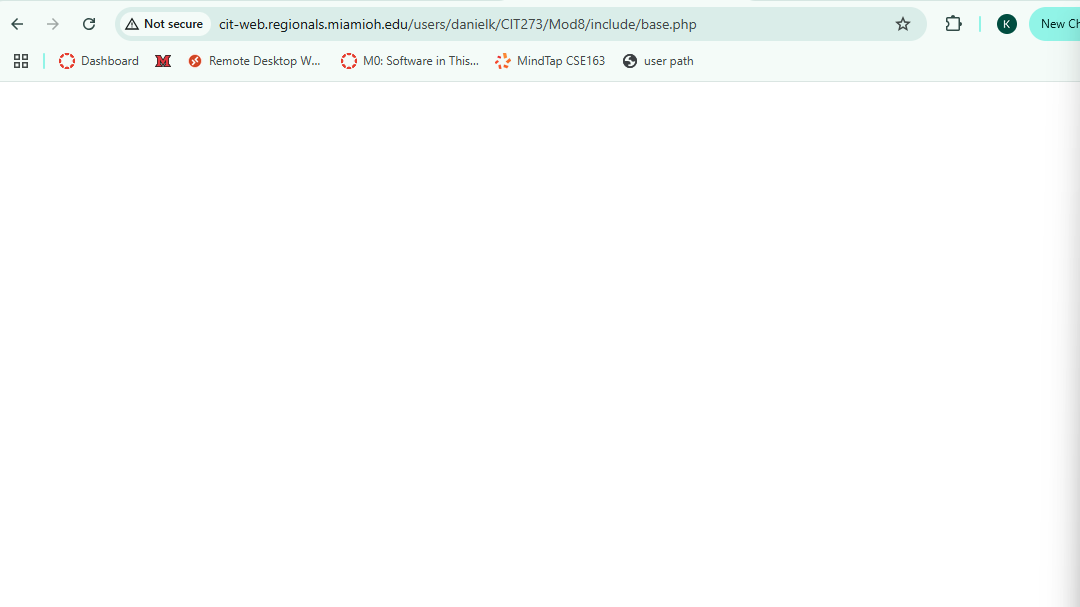 Not secure cit-web.regionals.miamioh.edu/users/danielk/CIT273/Mod8/include/base.php K New Ch
Dashboard M Remote Desktop W... M0: Software in This... MindTap CSE163 user path